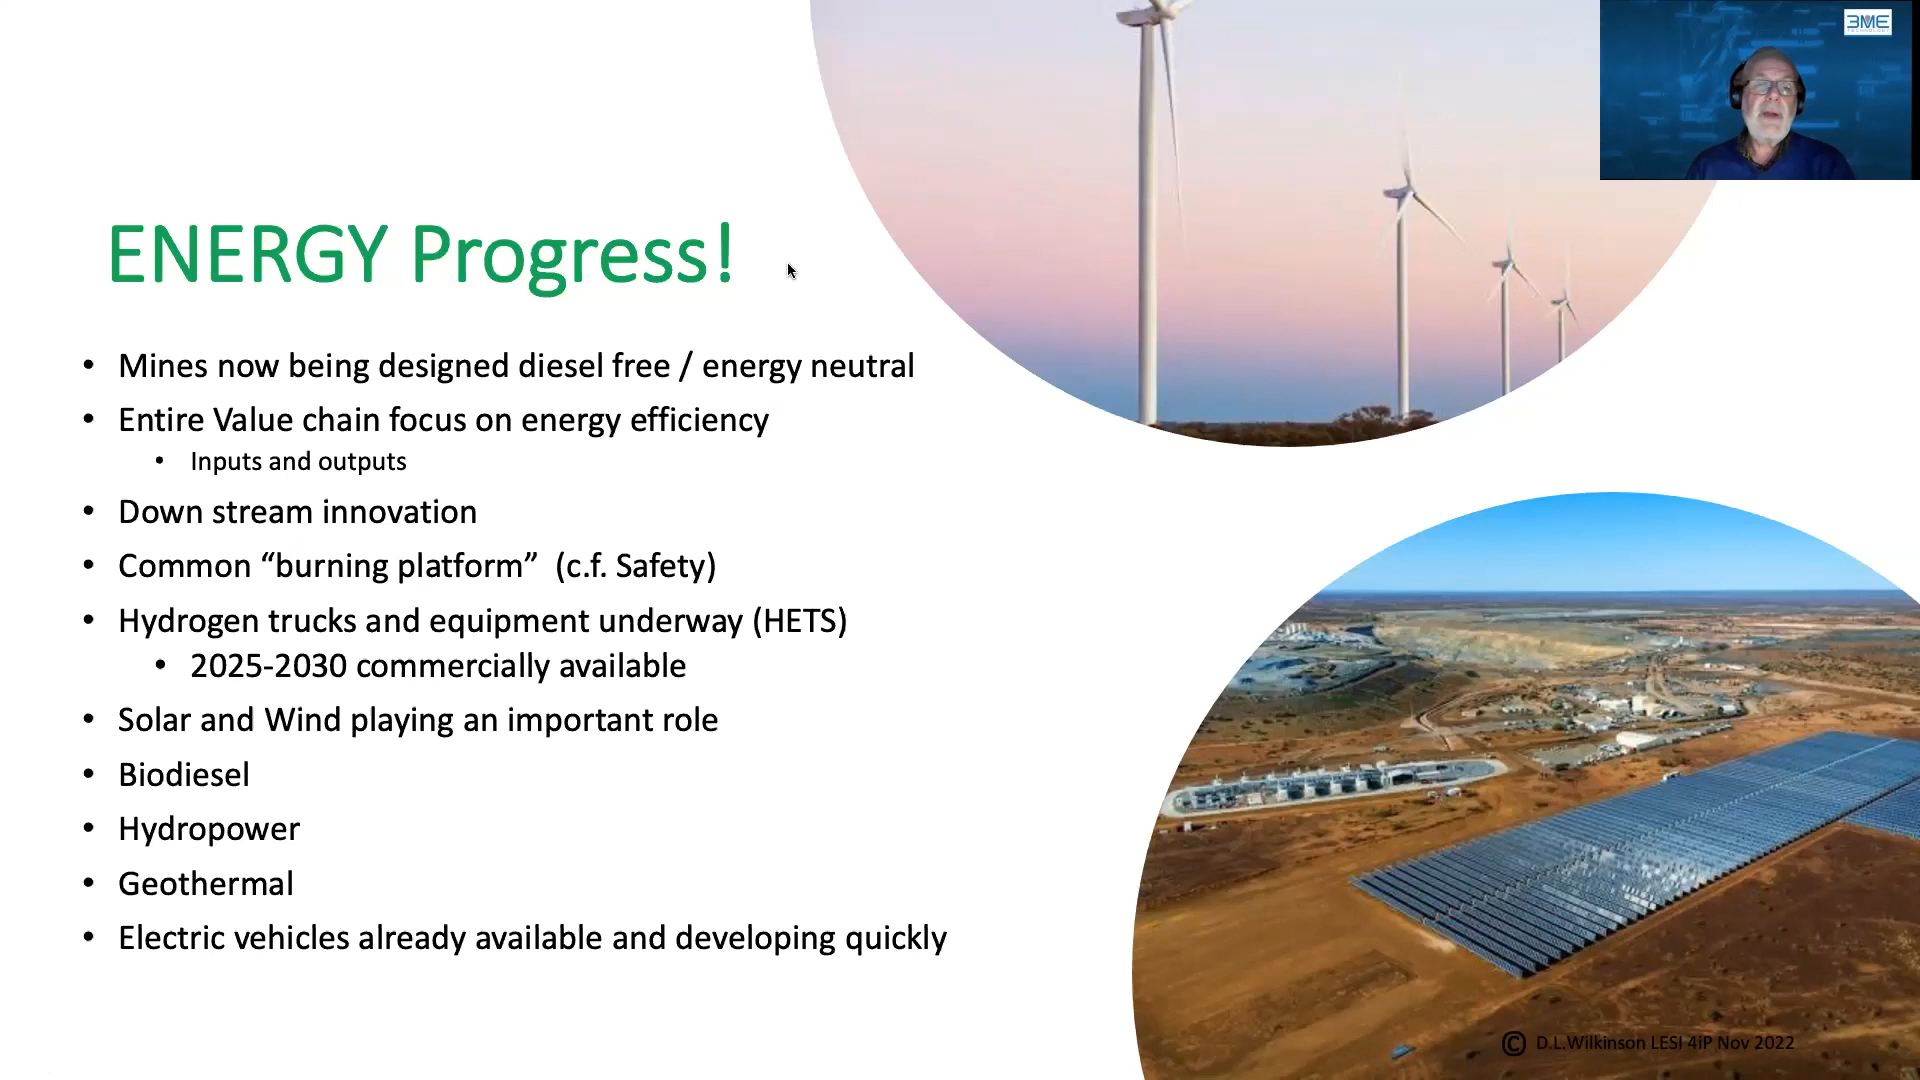 3ME
TECHNOLOGY
ENERGY Progress!
• Mines now being designed diesel free / energy neutral
• Entire Value chain focus on energy efficiency
• Inputs and outputs
• Down stream innovation
• Common “burning platform”  (c.f. Safety)
• Hydrogen trucks and equipment underway (HETS)
• 2025-2030 commercially available
• Solar and Wind playing an important role
• Biodiesel
• Hydropower
• Geothermal
• Electric vehicles already available and developing quickly
© D.L.Wilkinson LESI 4iP Nov 2022